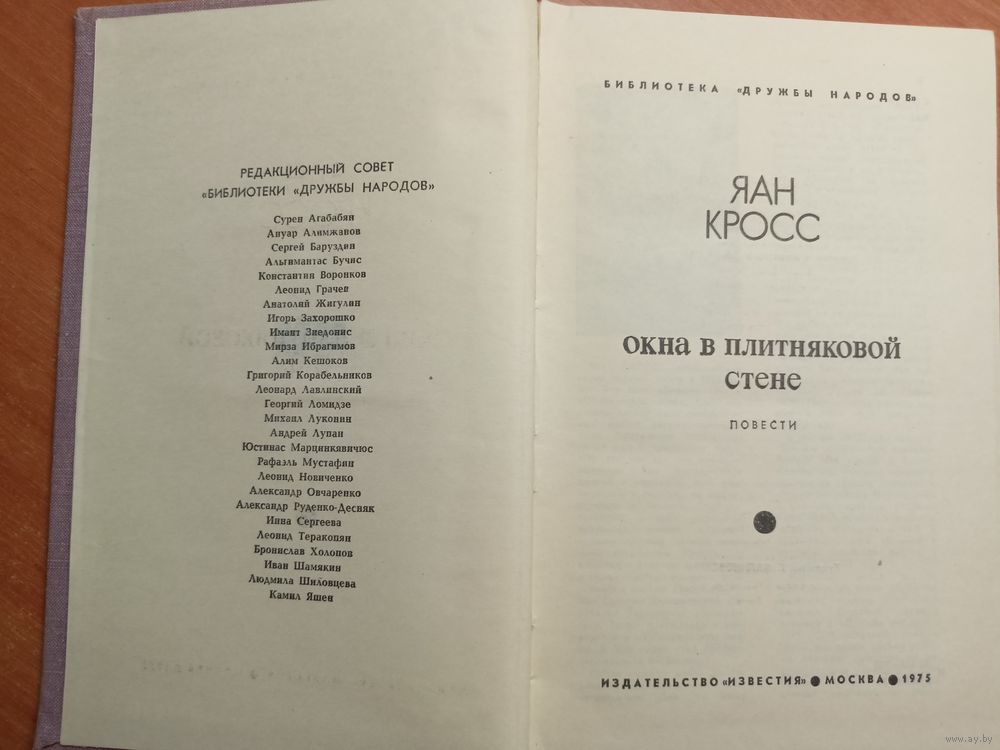 РЕДАКЦИОННЫЙ СОВЕТ
«БИБЛИОТЕКИ «ДРУЖБЫ НАРОДОВ»
Сурен Агабабян
Ануар Алимжанов
Сергей Баруздин
Альгимантас Бучис
Константин Воронков
Леонид Грачев
Анатолий Жигулин
Игорь Захорошко
Имант Зиедонис
Мирза Ибрагимов
Алим Кешоков
Григорий Корабельников
Леонард Лавлинский
Георгий Ломидзе
Михаил Луконин
Андрей Лупан
Юстинас Марцинкявичюс
Рафаэль Мустафин
Леонид Новиченко
Александр Овчаренко
Александр Руденко-Десняк
Инна Сергеева
Леонид Теракопян
Бронислав Холопов
Иван Шамякин
Людмила Шиловцева
Камил Яшен
БИБЛИОТЕКА «ДРУЖБЫ НАРОДОВ»
ЯАН
КРОСС
ОКНА В ПЛИТНЯКОВОЙ
СТЕНЕ
ПОВЕСТИ
ИЗДАТЕЛЬСТВО «ИЗВЕСТИЯ» ● МОСКВА ● 1975
www.ay.by